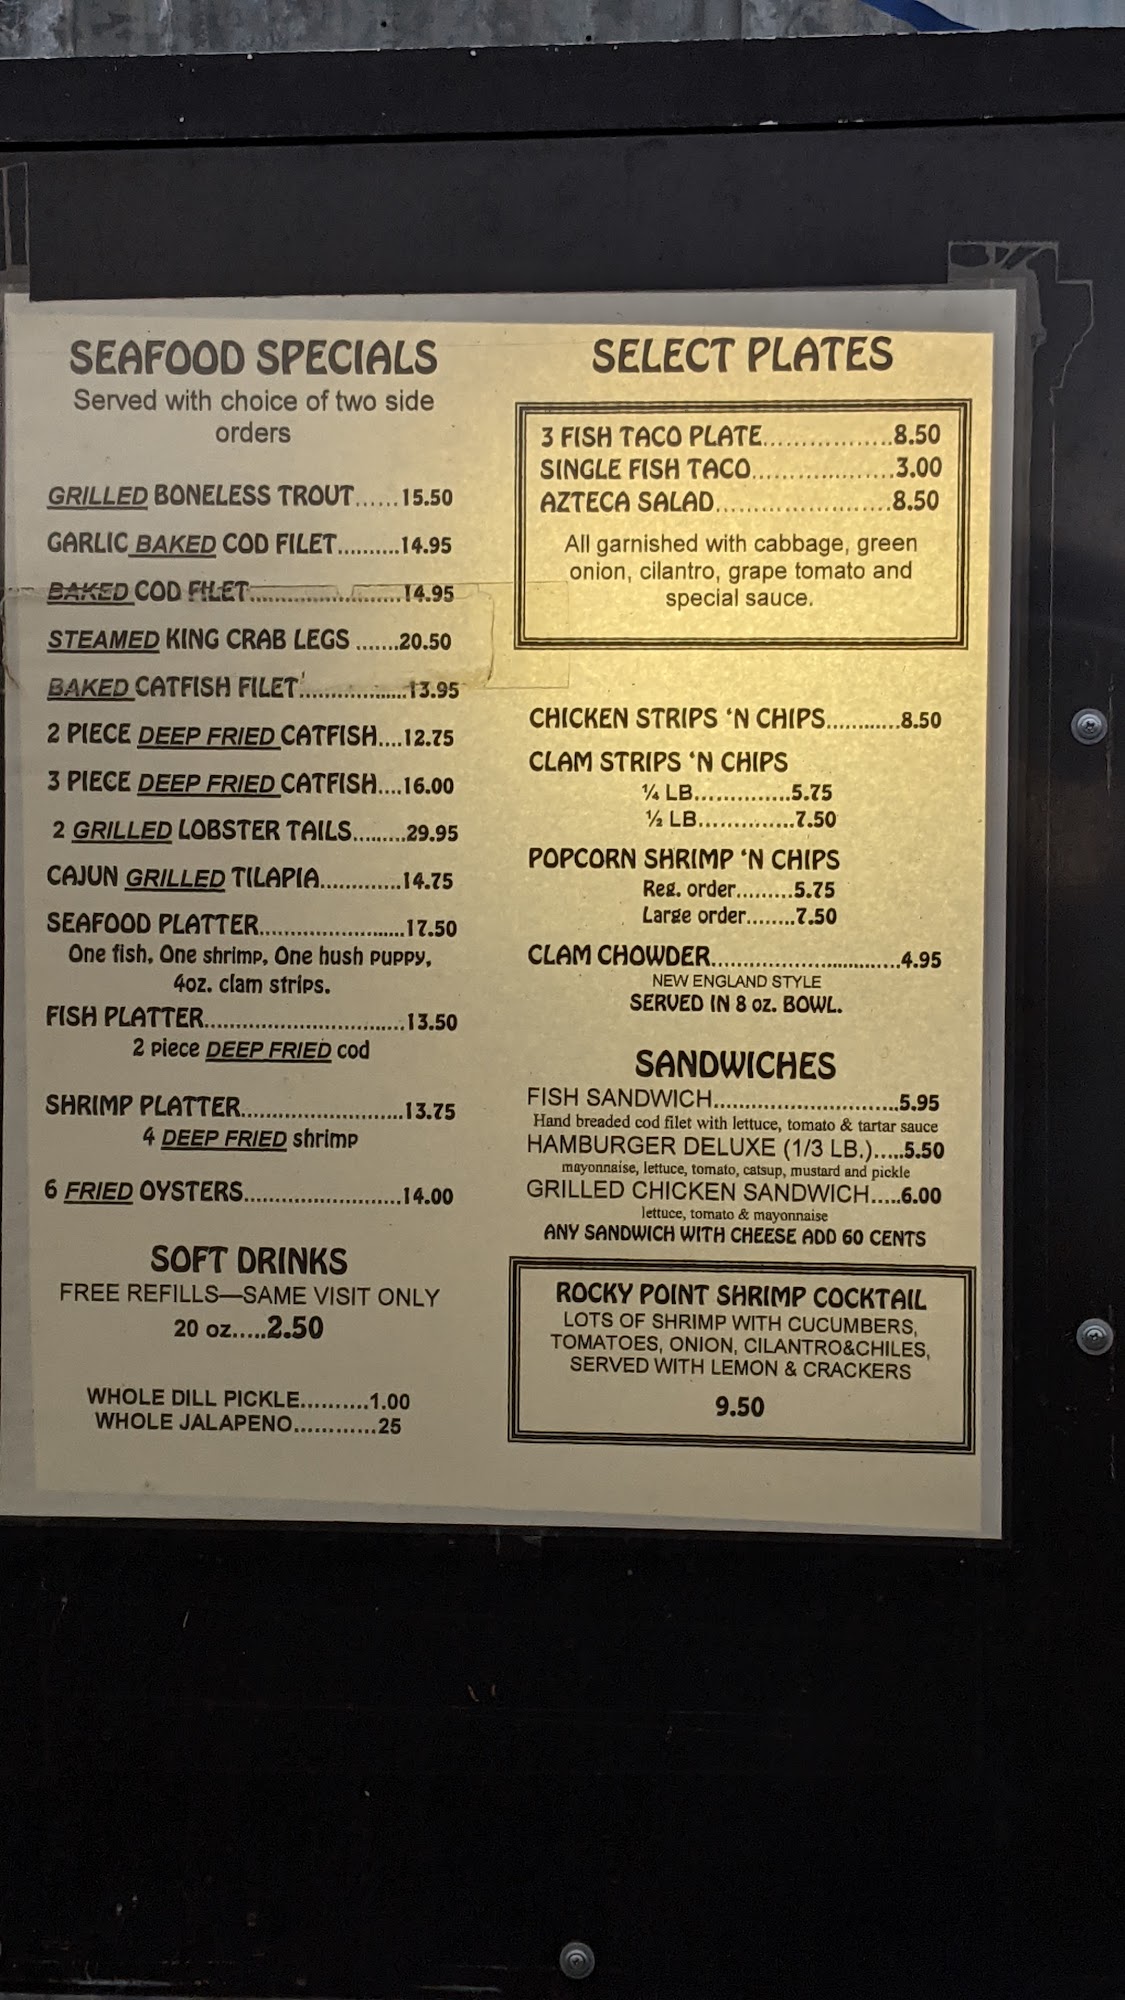 SEAFOOD SPECIALS
Served with choice of two side
orders
GRILLED BONELESS TROUT......15.50
GARLIC BAKED COD FILET..........14.95
BAKED COD FILET.......................14.95
STEAMED KING CRAB LEGS .......20.50
BAKED CATFISH FILET..................13.95
2 PIECE DEEP FRIED CATFISH....12.75
3 PIECE DEEP FRIED CATFISH....16.00
2 GRILLED LOBSTER TAILS.........29.95
CAJUN GRILLED TILAPIA.............14.75
SEAFOOD PLATTER........................17.50
One fish, One shrimp, One hush puppy,
4oz. clam strips.
FISH PLATTER.................................13.50
2 piece DEEP FRIED cod
SHRIMP PLATTER...........................13.75
4 DEEP FRIED shrimp
6 FRIED OYSTERS..........................14.00
SOFT DRINKS
FREE REFILLS—SAME VISIT ONLY
20 oz.....2.50
WHOLE DILL PICKLE..........1.00
WHOLE JALAPENO............25
SELECT PLATES
3 FISH TACO PLATE..................8.50
SINGLE FISH TACO....................3.00
AZTECA SALAD.........................8.50
All garnished with cabbage, green
onion, cilantro, grape tomato and
special sauce.
CHICKEN STRIPS ‘N CHIPS............8.50
CLAM STRIPS ‘N CHIPS
¼ LB..............5.75
½ LB..............7.50
POPCORN SHRIMP ‘N CHIPS
Reg. order.........5.75
Large order........7.50
CLAM CHOWDER...............................4.95
NEW ENGLAND STYLE
SERVED IN 8 oz. BOWL.
SANDWICHES
FISH SANDWICH............................5.95
Hand breaded cod filet with lettuce, tomato & tartar sauce
HAMBURGER DELUXE (1/3 LB.).....5.50
mayonnaise, lettuce, tomato, catsup, mustard and pickle
GRILLED CHICKEN SANDWICH.....6.00
lettuce, tomato & mayonnaise
ANY SANDWICH WITH CHEESE ADD 60 CENTS
ROCKY POINT SHRIMP COCKTAIL
LOTS OF SHRIMP WITH CUCUMBERS,
TOMATOES, ONION, CILANTRO&CHILES,
SERVED WITH LEMON & CRACKERS
9.50